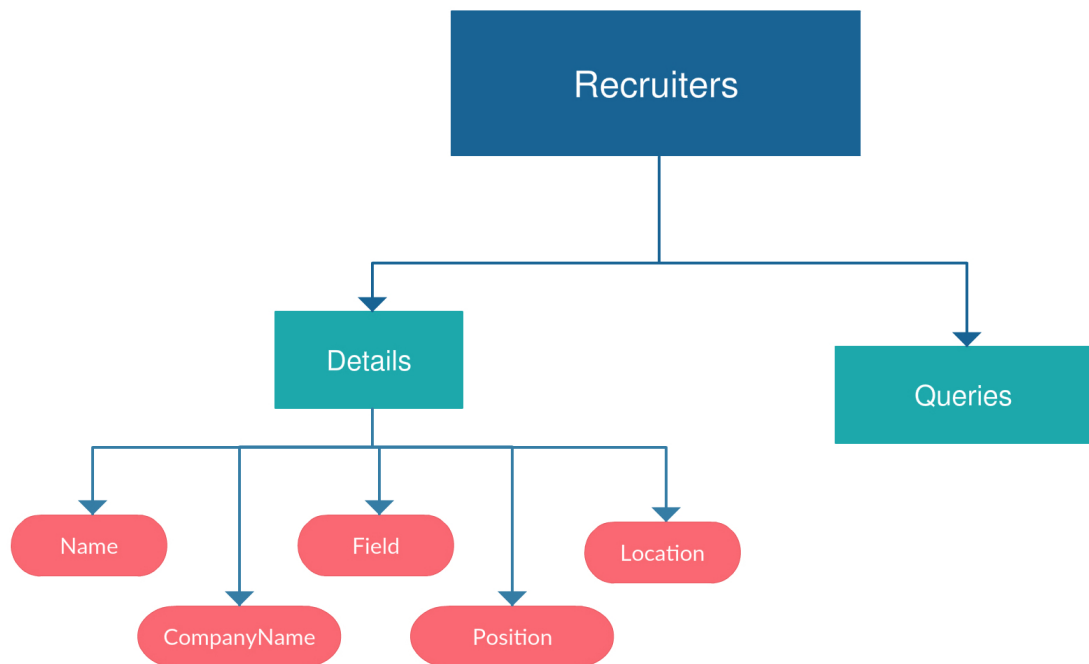 Recruiters
Details
Queries
Name
Field
Location
CompanyName
Position